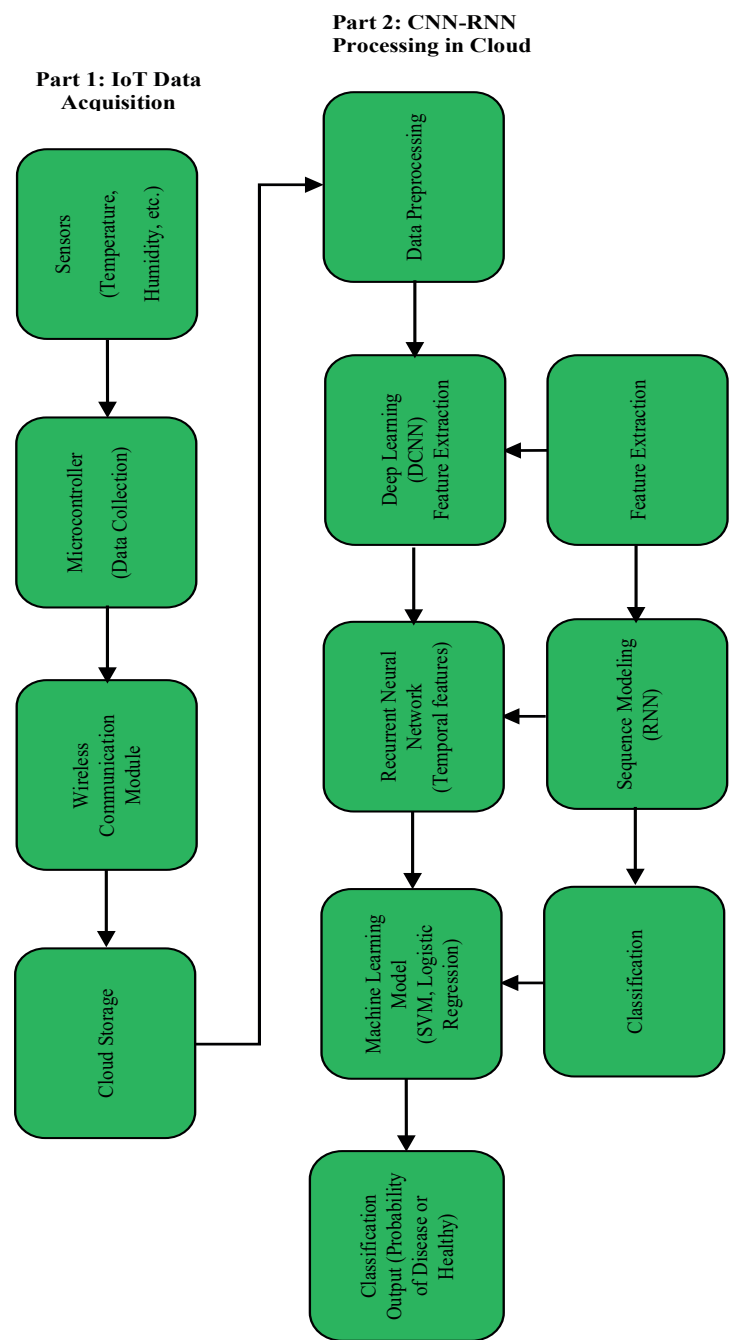 Part 1: IoT Data
Acquisition
Sensors
(Temperature,
Humidity, etc.)
Microcontroller
(Data Collection)
Wireless
Communication
Module
Cloud Storage
Part 2: CNN-RNN
Processing in Cloud
Data Preprocessing
Deep Learning
(DCNN)
Feature Extraction
Feature Extraction
Recurrent Neural
Network
(Temporal features)
Sequence Modeling
(RNN)
Machine Learning
Model
(SVM, Logistic
Regression)
Classification
Classification
Output (Probability
of Disease or
Healthy)